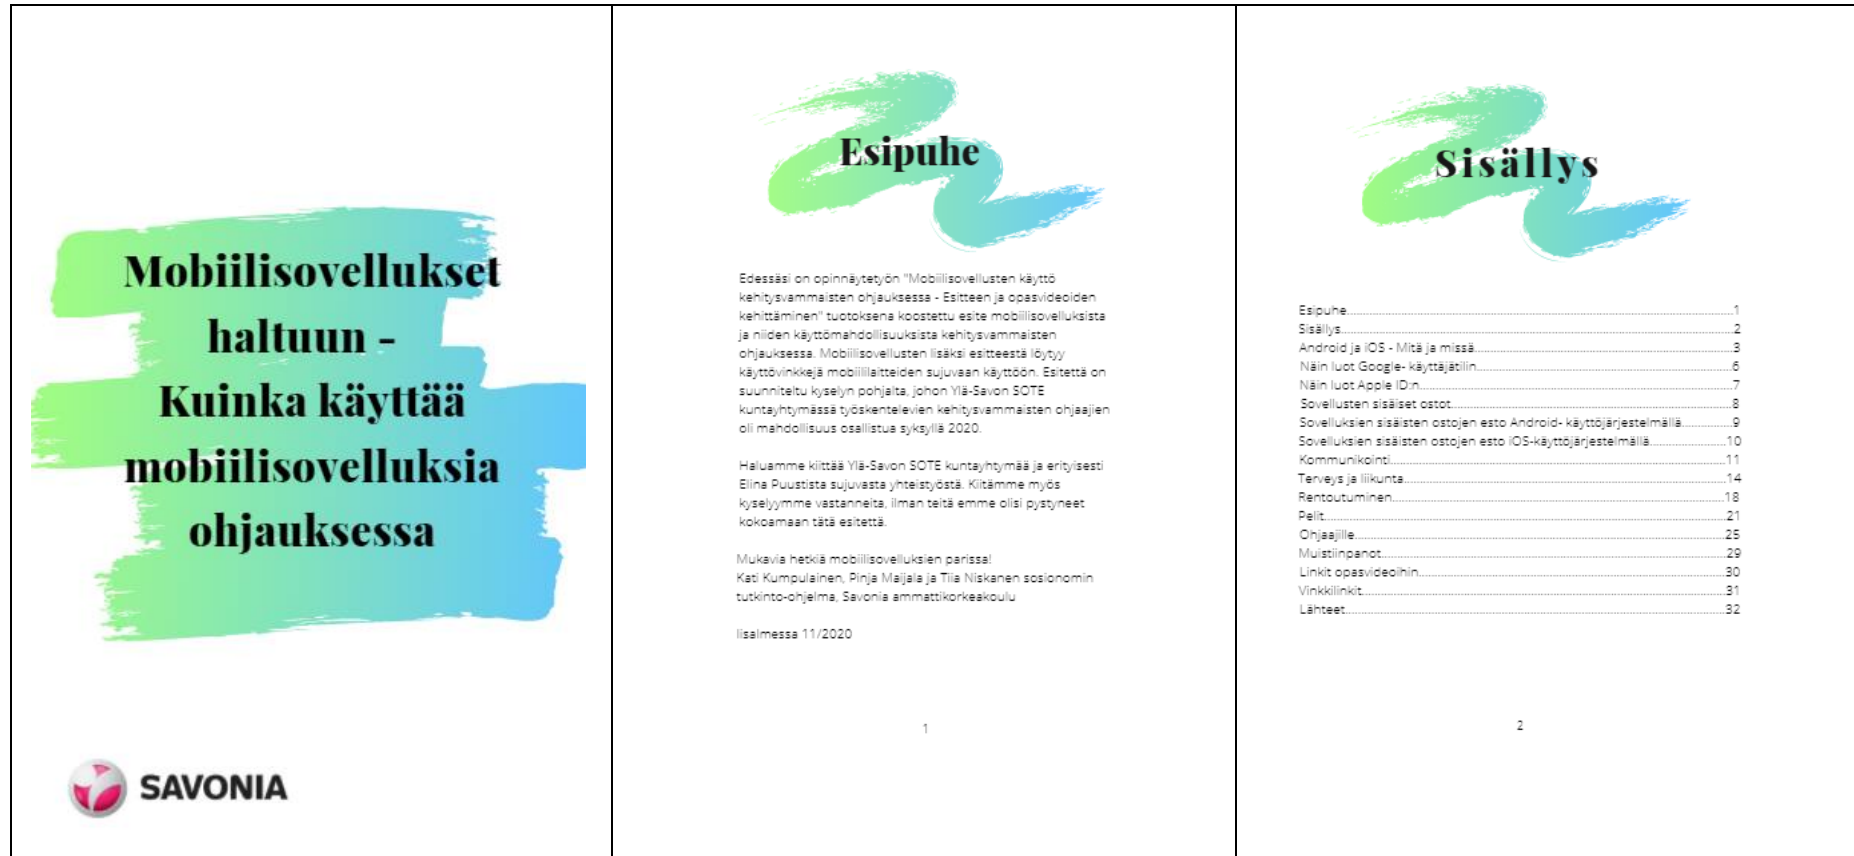 Mobiilisovellukset
haltuun -
Kuinka käyttää
mobiilisovelluksia
ohjauksessa
SAVONIA
Esipuhe
Edessäsi on opinnäytetyön "Mobiilisovellusten käyttö
kehitysvammaisten ohjauksessa - Esitteen ja opasvideoiden
kehittäminen" tuotoksena koostettu esite mobiilisovelluksista
ja niiden käyttömahdollisuuksista kehitysvammaisten
ohjauksessa. Mobiilisovellusten lisäksi esitteestä löytyy
käyttövinkkejä mobiililaitteiden sujuvaan käyttöön. Esitettä on
suunniteltu kyselyn pohjalta, johon Ylä-Savon SOTE
kuntayhtymässä työskentelevien kehitysvammaisten ohjaajien
oli mahdollisuus osallistua syksyllä 2020.
Haluamme kiittää Ylä-Savon SOTE kuntayhtymää ja erityisesti
Elina Puustista sujuvasta yhteistyöstä. Kiitämme myös
kyselyymme vastanneita, ilman teitä emme olisi pystyneet
kokoamaan tätä esitettä.
Mukavia hetkiä mobiilisovelluksien parissa!
Kati Kumpulainen, Pinja Maijala ja Tiia Niskanen sosionomin
tutkinto-ohjelma, Savonia ammattikorkeakoulu
Iisalmessa 11/2020
1
Sisällys
Esipuhe 1
Sisällys 2
Android ja iOS - Mitä ja missä 3
Näin luot Google- käyttäjätilin 6
Näin luot Apple ID:n 7
Sovellusten sisäiset ostot 8
Sovelluksien sisäisten ostojen esto Android- käyttöjärjestelmällä 9
Sovelluksien sisäisten ostojen esto iOS-käyttöjärjestelmällä 10
Kommunikointi 11
Terveys ja liikunta 14
Rentoutuminen 18
Pelit 21
Ohjaajille 25
Muistiinpanot 29
Linkit opasvideoihin 30
Vinkkilinkit 31
Lähteet 32
2